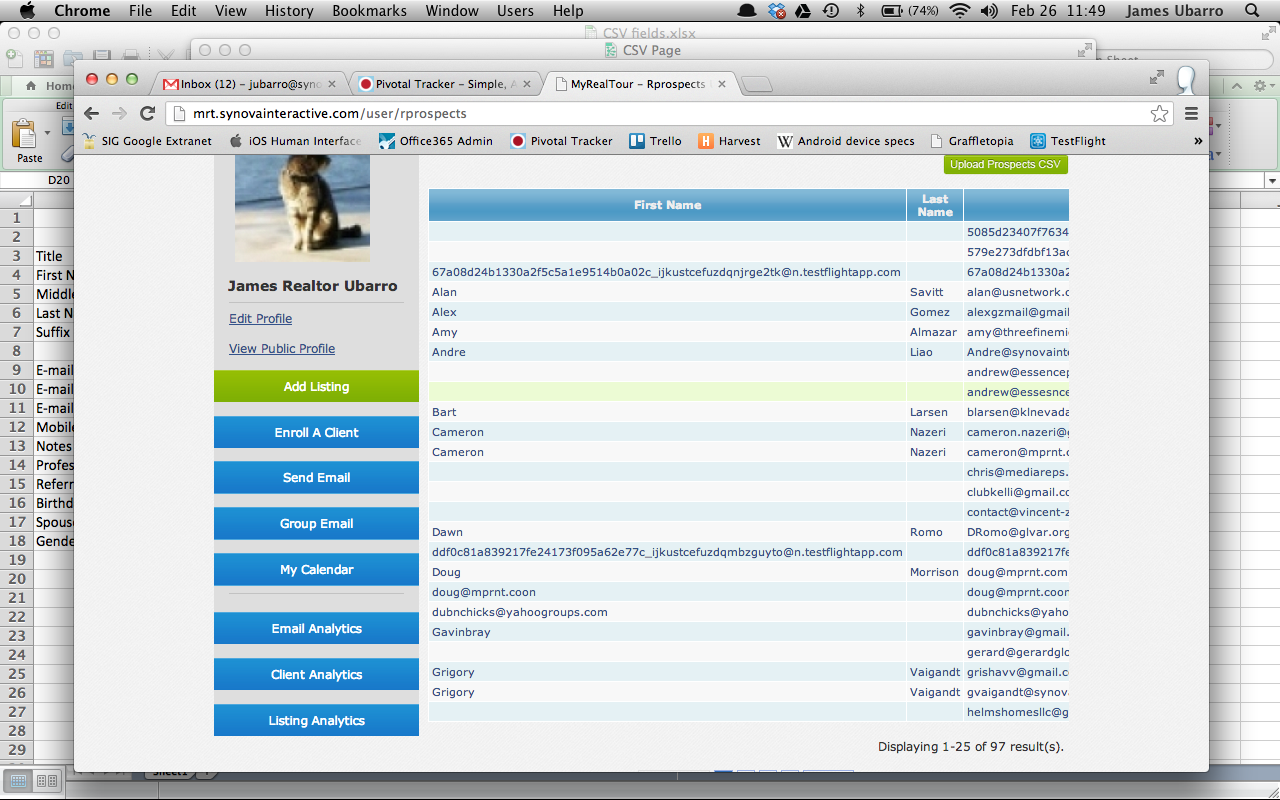 Chrome File Edit View History Bookmarks Window Users Help (74%) Feb 26 11:49 James Ubarro
CSV fields.xlsx
CSV Page
Sheet
Home
Inbox (12) – jubarro@syno × Pivotal Tracker – Simple, A × MyRealTour – Rprospects ×
Edit
mrt.synovainteractive.com/user/rprospects
SIG Google Extranet iOS Human Interface Office365 Admin Pivotal Tracker Trello Harvest Android device specs Graffletopia TestFlight »
Paste
D20
Upload Prospects CSV
First Name Last Name
1
2
3 Title
4 First N
5 Middle
6 Last N
7 Suffix
8
9 E-mail
10 E-mail
11 E-mail
12 Mobile
13 Notes
14 Profes
15 Referr
16 Birthd
17 Spous
18 Gende
19
20
21
22
23
24
25
26
27
28
29
James Realtor Ubarro
Edit Profile
View Public Profile
Add Listing
Enroll A Client
Send Email
Group Email
My Calendar
Email Analytics
Client Analytics
Listing Analytics
5085d23407f7634
579e273dfdbf13ac
67a08d24b1330a2f5c5a1e9514b0a02c_ijkustcefuzdqnjrge2tk@n.testflightapp.com 67a08d24b1330a2
Alan Savitt alan@usnetwork.c
Alex Gomez alexgzmail@gmail
Amy Almazar amy@threefinemi
Andre Liao Andre@synovainte
andrew@essencep
andrew@essesnce
Bart Larsen blarsen@klnevada
Cameron Nazeri cameron.nazeri@g
Cameron Nazeri cameron@mprnt.c
chris@mediareps.
clubkelli@gmail.co
contact@vincent-z
Dawn Romo DRomo@glvar.org
ddf0c81a839217fe24173f095a62e77c_ijkustcefuzdqmbzguyto@n.testflightapp.com ddf0c81a839217fe
Doug Morrison doug@mprnt.com
doug@mprnt.coon doug@mprnt.coon
dubnchicks@yahoogroups.com dubnchicks@yaho
Gavinbray gavinbray@gmail.
gerard@gerardglo
Grigory Vaigandt grishavv@gmail.c
Grigory Vaigandt gvaigandt@synov
helmshomesllc@g
Displaying 1-25 of 97 result(s).
Sheet1